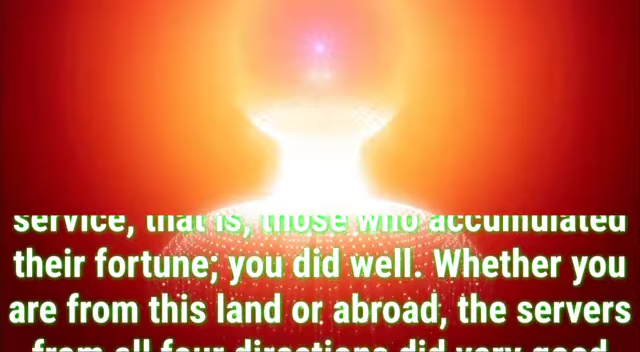 service, that is, those who accumulated
their fortune; you did well. Whether you
are from this land or abroad, the servers
from all four directions did very good